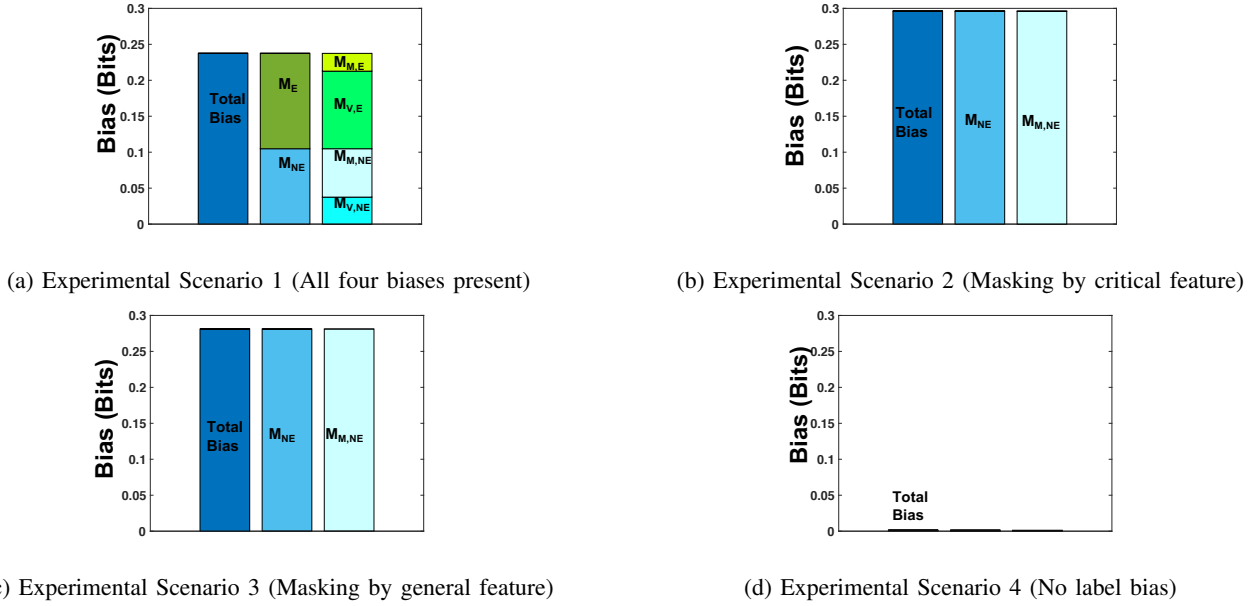 0.3
0.25
0.2
0.15
0.1
0.05
0
Bias (Bits)
Total
Bias
M_E
M_NE
M_M,E
M_V,E
M_M,NE
M_V,NE
(a) Experimental Scenario 1 (All four biases present)
0.3
0.25
0.2
0.15
0.1
0.05
0
Bias (Bits)
Total
Bias
M_NE
M_M,NE
(b) Experimental Scenario 2 (Masking by critical feature)
0.3
0.25
0.2
0.15
0.1
0.05
0
Bias (Bits)
Total
Bias
M_NE
M_M,NE
) Experimental Scenario 3 (Masking by general feature)
0.3
0.25
0.2
0.15
0.1
0.05
0
Bias (Bits)
Total
Bias
(d) Experimental Scenario 4 (No label bias)